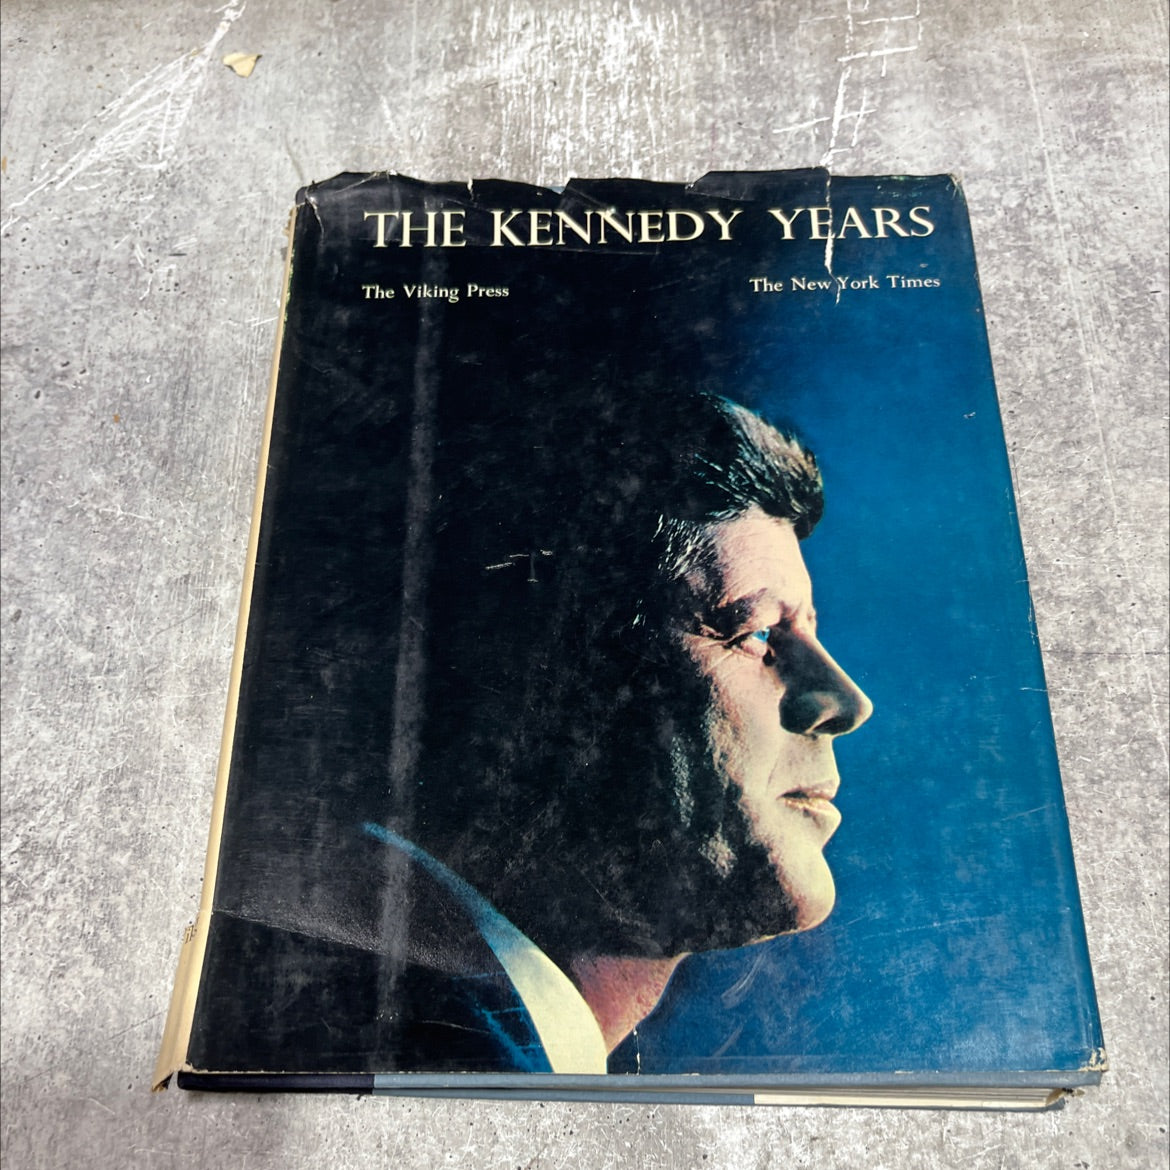 THE KENNEDY YEARS
The Viking Press
The New York Times